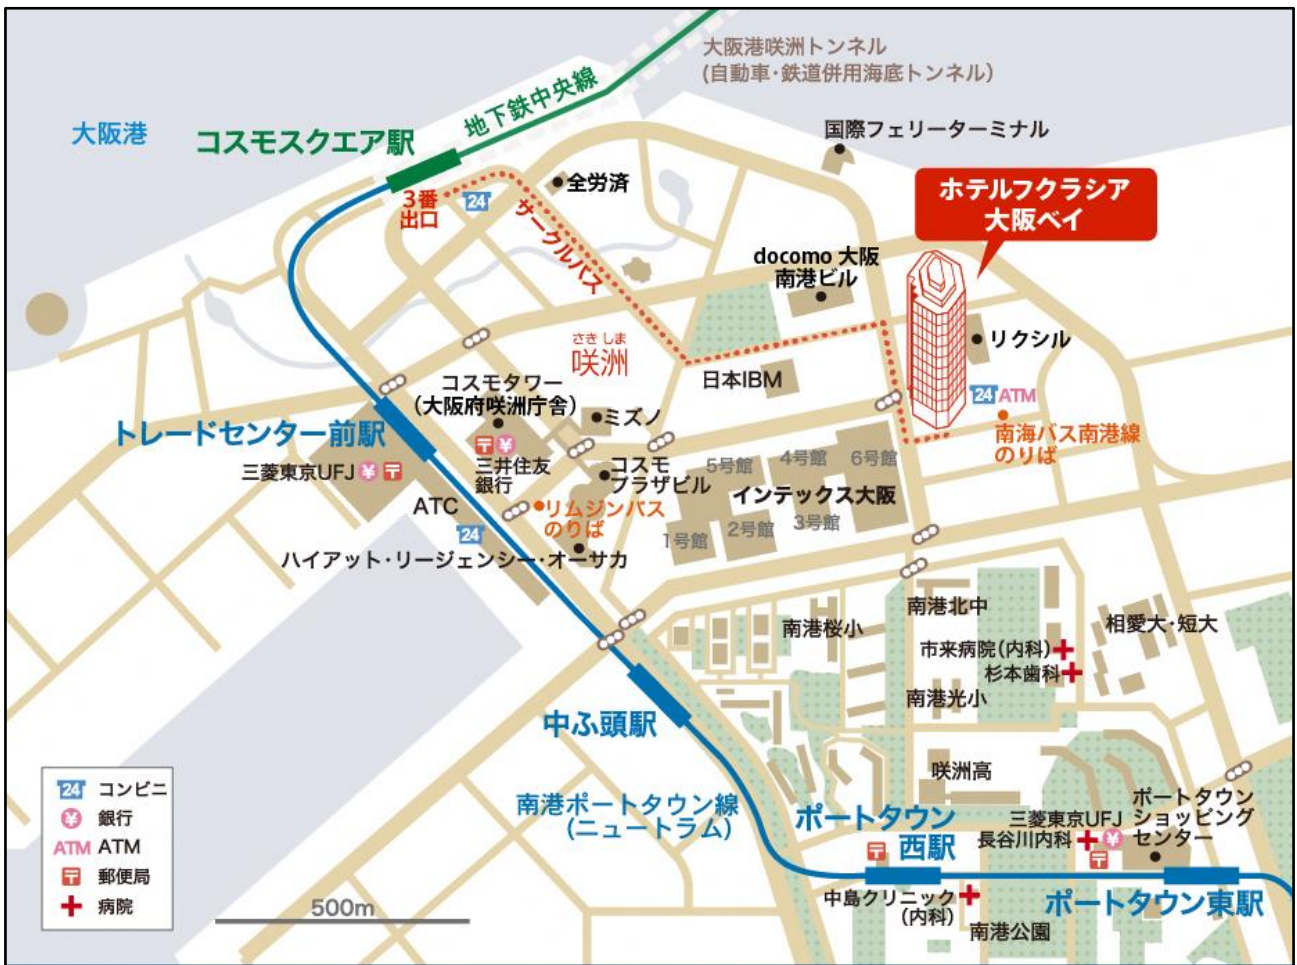 大阪港咲洲トンネル
(自動車・鉄道併用海底トンネル)
大阪港
コスモスクエア駅
地下鉄中央線
国際フェリーターミナル
3番
出口
24
全労済
サークルバス
ホテルフクラシア
大阪ベイ
docomo 大阪
南港ビル
リクシル
さきしま
咲洲
日本IBM
24 ATM
南海バス南港線
のりば
コスモタワー
(大阪府咲洲庁舎)
ミズノ
トレードセンター前駅
三菱東京UFJ ¥ 〒
〒 ¥
三井住友
銀行
コスモ
プラザビル
5号館
4号館
6号館
インテックス大阪
1号館
2号館
3号館
ATC
24
リムジンバス
のりば
ハイアット・リージェンシー・オーサカ
南港桜小
南港北中
相愛大・短大
市来病院(内科)
杉本歯科
南港光小
中ふ頭駅
咲洲高
南港ポートタウン線
(ニュートラム)
ポートタウン
西駅
〒
三菱東京UFJ
長谷川内科
¥
〒
ポートタウン
ショッピング
センター
中島クリニック
(内科)
南港公園
ポートタウン東駅
24 コンビニ
¥ 銀行
ATM ATM
〒 郵便局
病院
500m